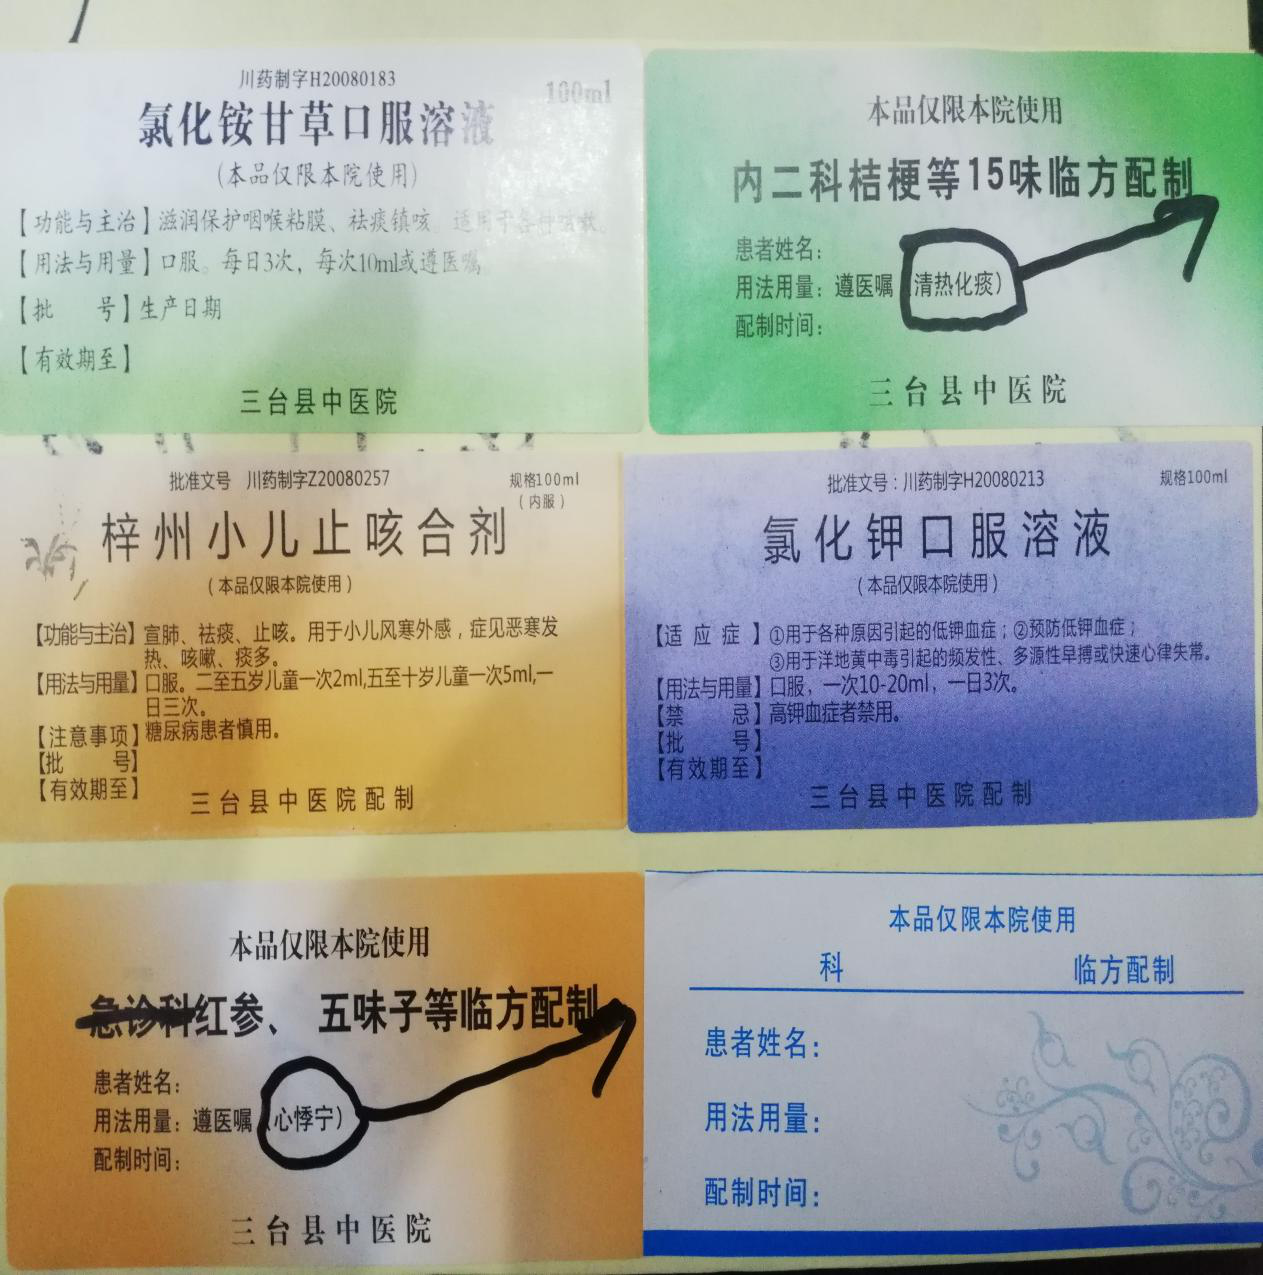 川药制字H20080183
100ml
氯化铵甘草口服溶液
(本品仅限本院使用)
【功能与主治】滋润保护咽喉粘膜、祛痰镇咳。适用于各种咳嗽。
【用法与用量】口服。每日3次，每次10ml或遵医嘱
【批　　号】生产日期
【有效期至】
三台县中医院
本品仅限本院使用
内二科桔梗等15味临方配制
患者姓名：
用法用量：遵医嘱（清热化痰）
配制时间：
三台县中医院
批准文号　川药制字Z20080257
规格100ml
（内服）
梓州小儿止咳合剂
（本品仅限本院使用）
【功能与主治】宣肺、祛痰、止咳。用于小儿风寒外感，症见恶寒发
热、咳嗽、痰多。
【用法与用量】口服。二至五岁儿童一次2ml,五至十岁儿童一次5ml,一
日三次。
【注意事项】糖尿病患者慎用。
【批　　号】
【有效期至】
三台县中医院配制
批准文号：川药制字H20080213
规格100ml
氯化钾口服溶液
（本品仅限本院使用）
【适应症】①用于各种原因引起的低钾血症；②预防低钾血症；
③用于洋地黄中毒引起的频发性、多源性早搏或快速心律失常。
【用法与用量】口服，一次10-20ml，一日3次。
【禁　　忌】高钾血症者禁用。
【批　　号】
【有效期至】
三台县中医院配制
本品仅限本院使用
急诊科红参、五味子等临方配制
患者姓名：
用法用量：遵医嘱（心悸宁）
配制时间：
三台县中医院
本品仅限本院使用
科　　临方配制
患者姓名：
用法用量：
配制时间：